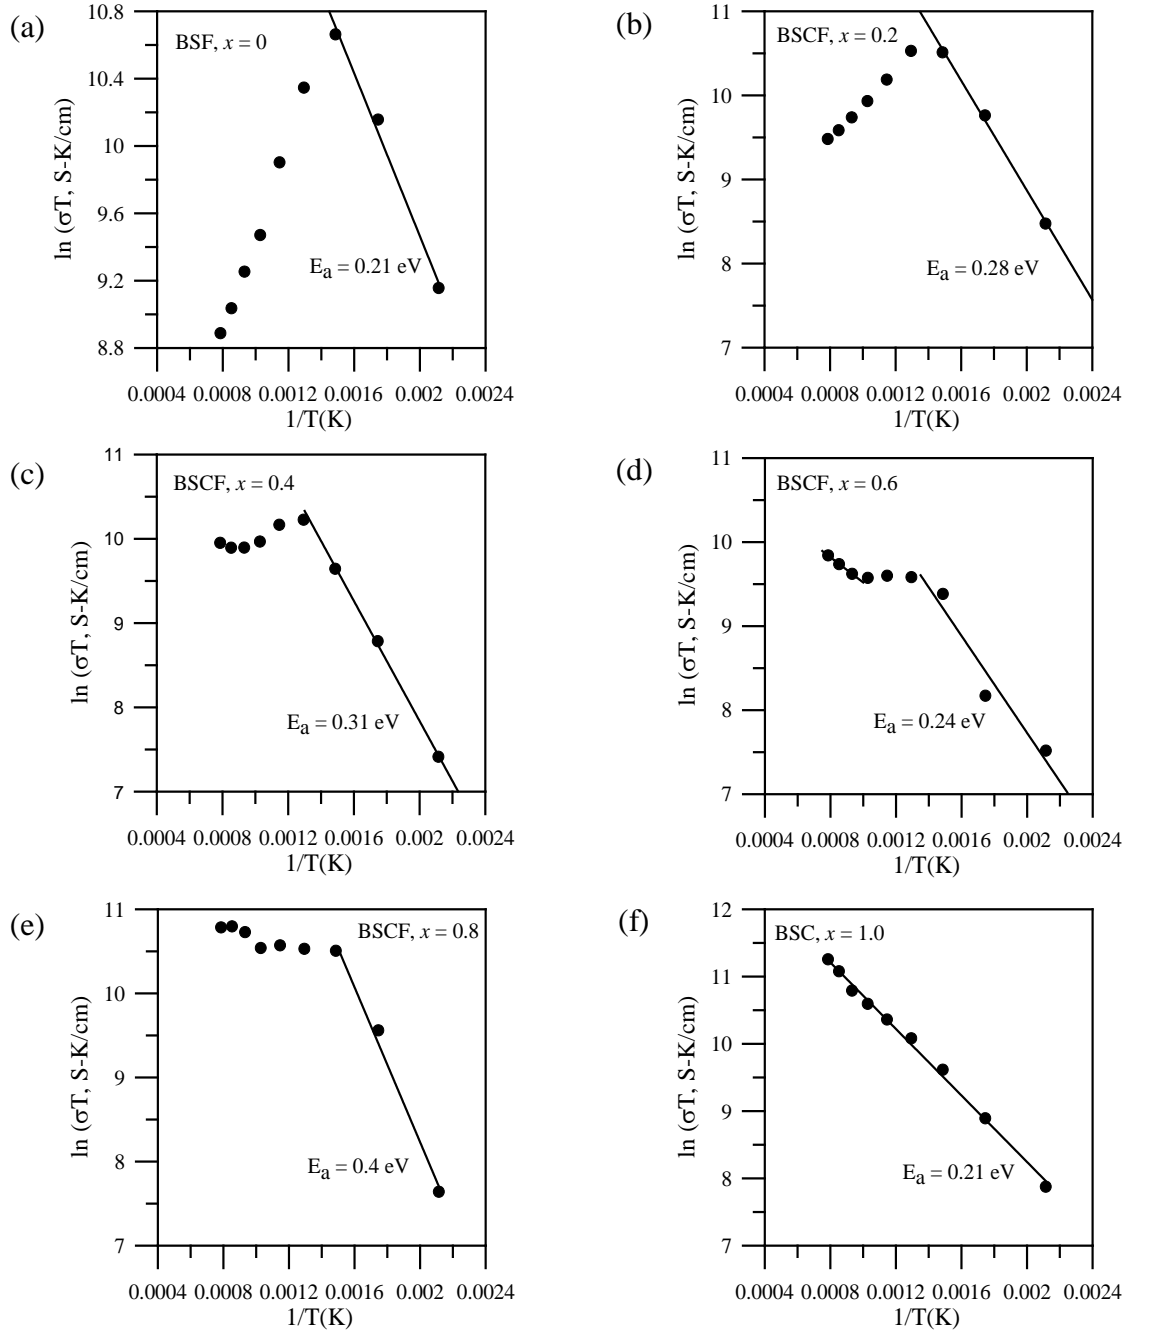 (a)
BSF, x = 0
10.8
10.4
10
9.6
9.2
8.8
ln (σT, S-K/cm)
Ea = 0.21 eV
0.0004 0.0008 0.0012 0.0016 0.002 0.0024
1/T(K)
(b)
BSCF, x = 0.2
11
10
9
8
7
ln (σT, S-K/cm)
Ea = 0.28 eV
0.0004 0.0008 0.0012 0.0016 0.002 0.0024
1/T(K)
(c)
BSCF, x = 0.4
11
10
9
8
7
ln (σT, S-K/cm)
Ea = 0.31 eV
0.0004 0.0008 0.0012 0.0016 0.002 0.0024
1/T(K)
(d)
BSCF, x = 0.6
11
10
9
8
7
ln (σT, S-K/cm)
Ea = 0.24 eV
0.0004 0.0008 0.0012 0.0016 0.002 0.0024
1/T(K)
(e)
BSCF, x = 0.8
11
10
9
8
7
ln (σT, S-K/cm)
Ea = 0.4 eV
0.0004 0.0008 0.0012 0.0016 0.002 0.0024
1/T(K)
(f)
BSC, x = 1.0
12
11
10
9
8
7
ln (σT, S-K/cm)
Ea = 0.21 eV
0.0004 0.0008 0.0012 0.0016 0.002 0.0024
1/T(K)